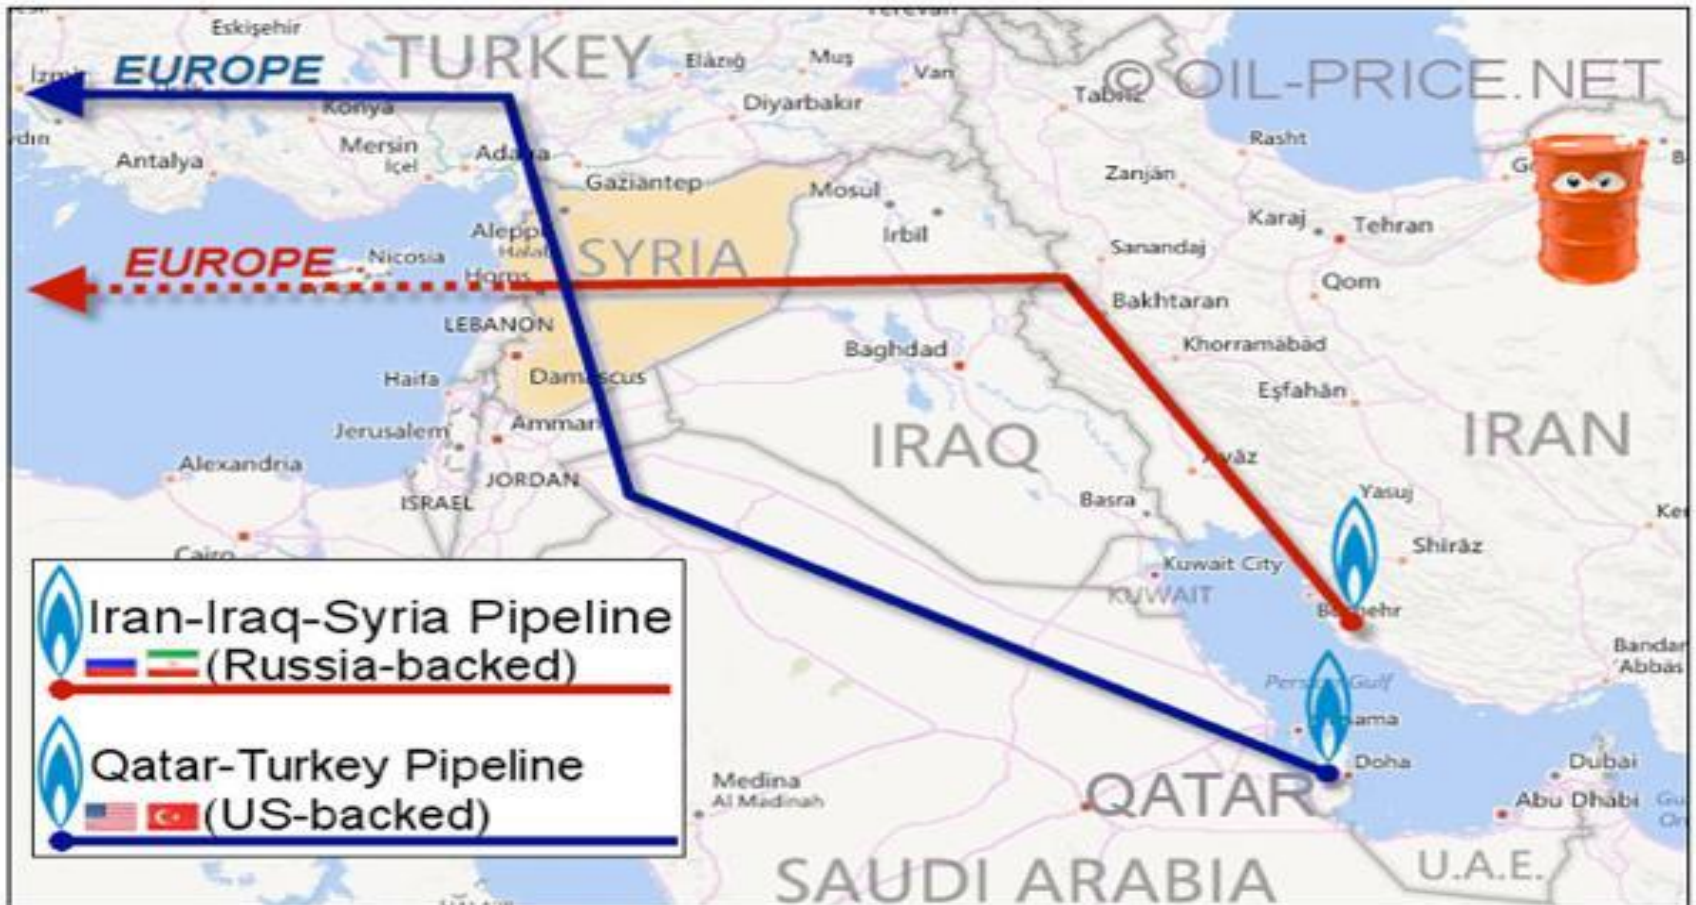 Eskişehir
TURKEY
Elâzığ
Muş
Van
© OIL-PRICE.NET
EUROPE
Konya
Diyarbakır
Tabriz
Rasht
Antalya
Mersin
İçel
Adana
Gaziantep
Mosul
Irbil
Zanjān
Karaj
Tehran
Aleppo
Halab
SYRIA
Sanandaj
EUROPE
Nicosia
Homs
Bakhtaran
Qom
LEBANON
Baghdad
Khorramābād
Haifa
Damascus
Eşfahān
Jerusalem
Amman
IRAQ
IRAN
Alexandria
JORDAN
ISRAEL
Basra
Yasuj
Cairo
Kuwait City
Shirāz
KUWAIT
Iran-Iraq-Syria Pipeline
(Russia-backed)
Bandar
'Abbās
Persian Gulf
Qatar-Turkey Pipeline
(US-backed)
Doha
Dubai
Medina
Al Madinah
QATAR
Abu Dhabi
SAUDI ARABIA
U.A.E.